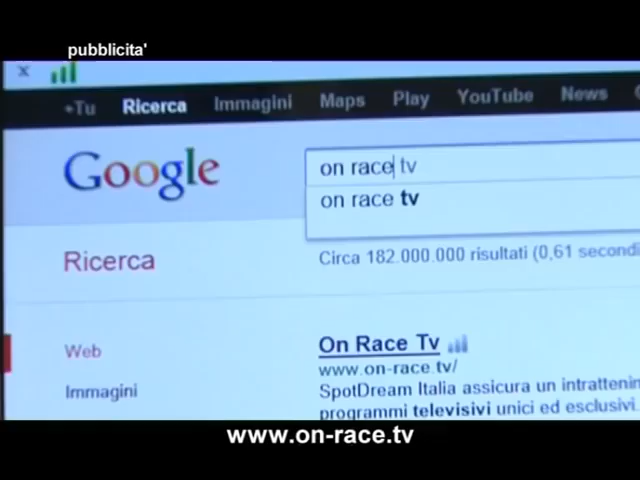 pubblicita'
x
+Tu Ricerca Immagini Maps Play YouTube News
Google
on race tv
on race tv
Ricerca
Circa 182.000.000 risultati (0,61 secondi
Web
On Race Tv
www.on-race.tv/
Immagini
SpotDream Italia assicura un
programmi televisivi unici ed esclusivi.
www.on-race.tv